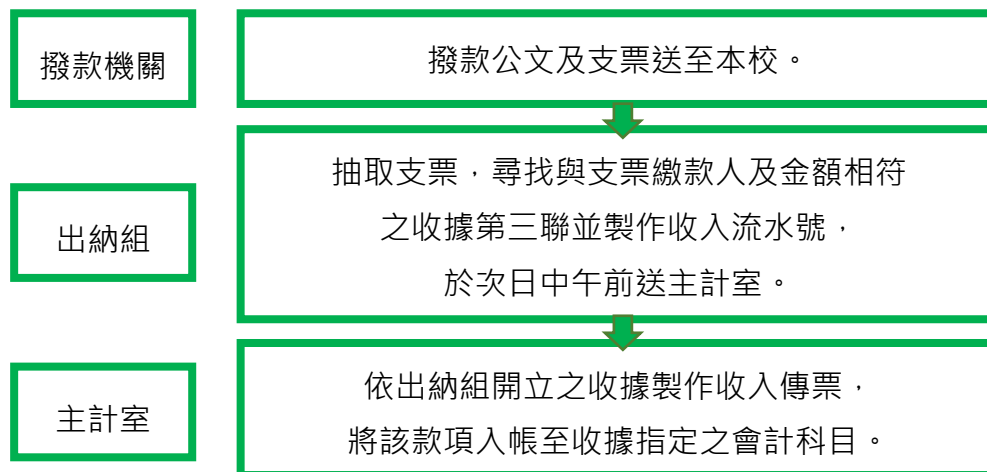 撥款機關
撥款公文及支票送至本校。
出納組
抽取支票，尋找與支票繳款人及金額相符
之收據第三聯並製作收入流水號，
於次日中午前送主計室。
主計室
依出納組開立之收據製作收入傳票，
將該款項入帳至收據指定之會計科目。